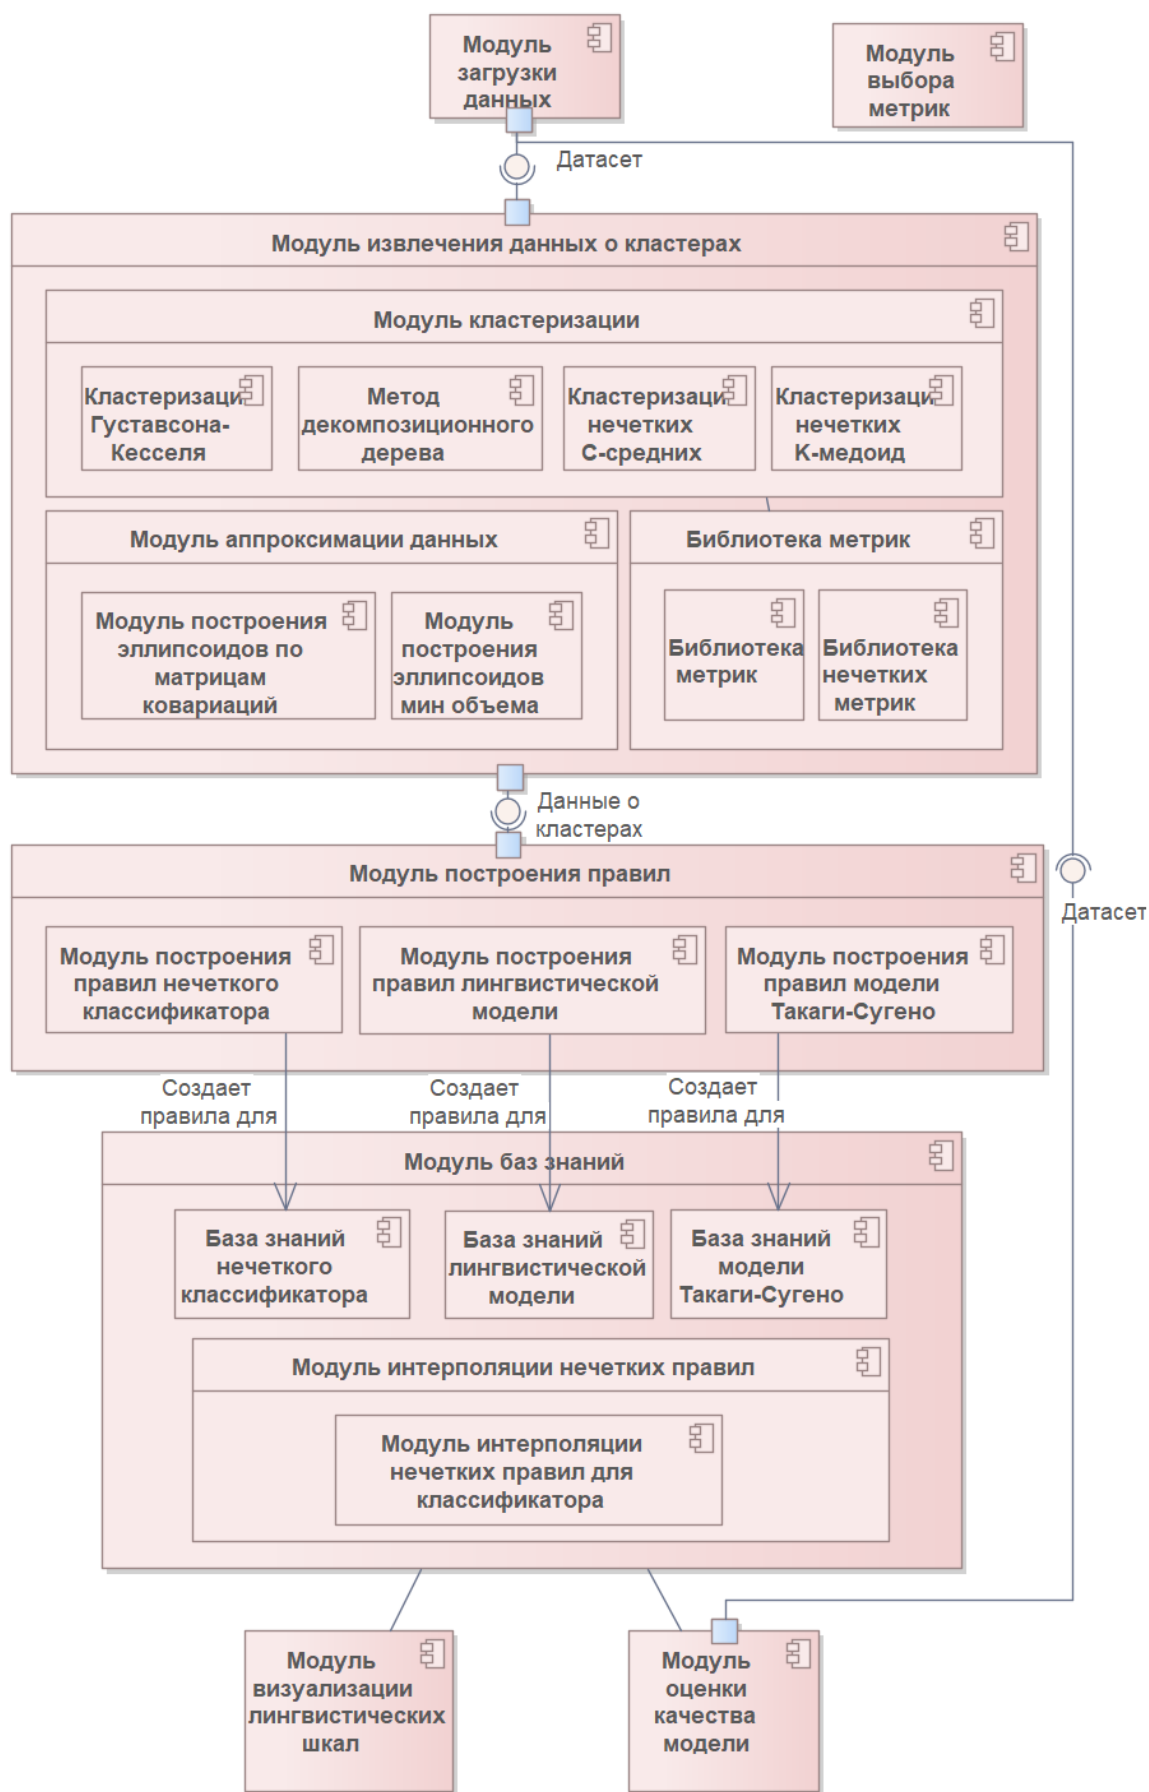 Модуль
загрузки
данных
Модуль
выбора
метрик
Датасет
Модуль извлечения данных о кластерах
Модуль кластеризации
Кластеризаци
Густавсона-
Кесселя
Метод
декомпозиционного
дерева
Кластеризаци
нечетких
С-средних
Кластеризаци
нечетких
К-медоид
Модуль аппроксимации данных
Библиотека метрик
Модуль построения
эллипсоидов по
матрицам
ковариаций
Модуль
построения
эллипсоидов
мин объема
Библиотека
метрик
Библиотека
нечетких
метрик
Данные о
кластерах
Модуль построения правил
Датасет
Модуль построения
правил нечеткого
классификатора
Модуль построения
правил лингвистической
модели
Модуль построения
правил модели
Такаги-Сугено
Создает
правила для
Создает
правила для
Создает
правила для
Модуль баз знаний
База знаний
нечеткого
классификатора
База знаний
лингвистической
модели
База знаний
модели
Такаги-Сугено
Модуль интерполяции нечетких правил
Модуль интерполяции
нечетких правил для
классификатора
Модуль
визуализации
лингвистических
шкал
Модуль
оценки
качества
модели